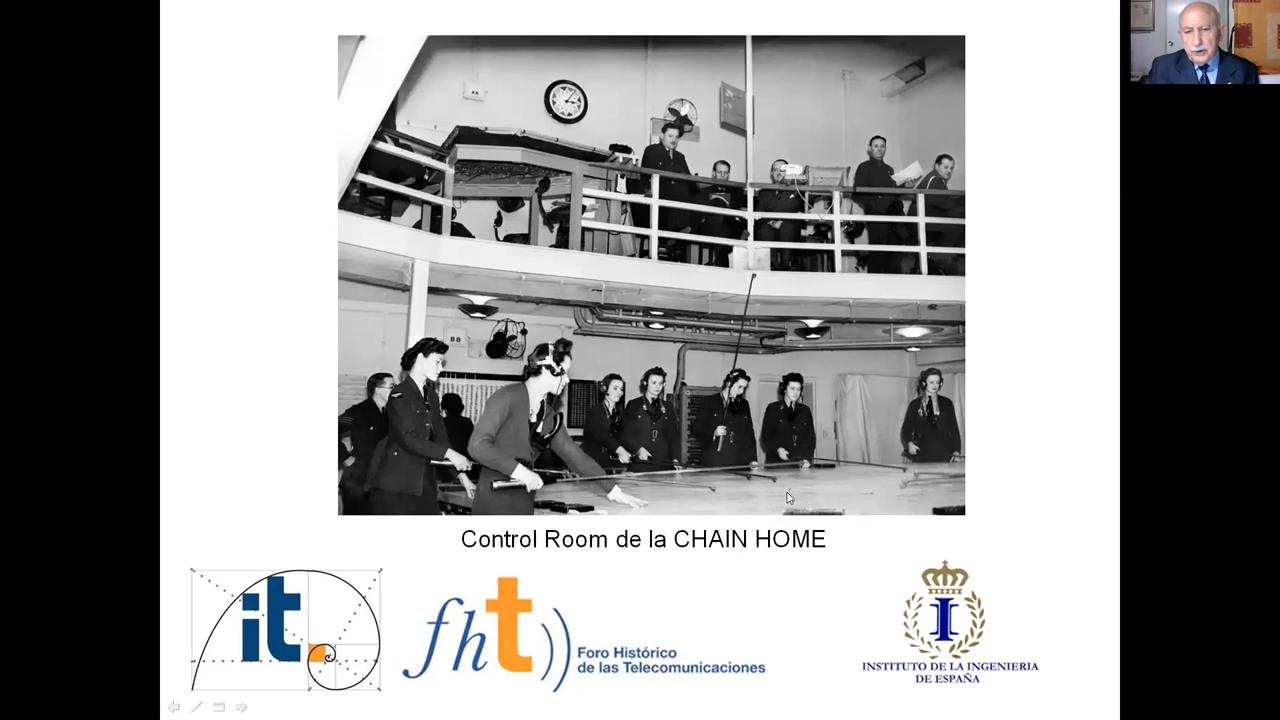 Control Room de la CHAIN HOME
it.
fht
Foro Histórico
de las Telecomunicaciones
I
INSTITUTO DE LA INGENIERIA
DE ESPAÑA